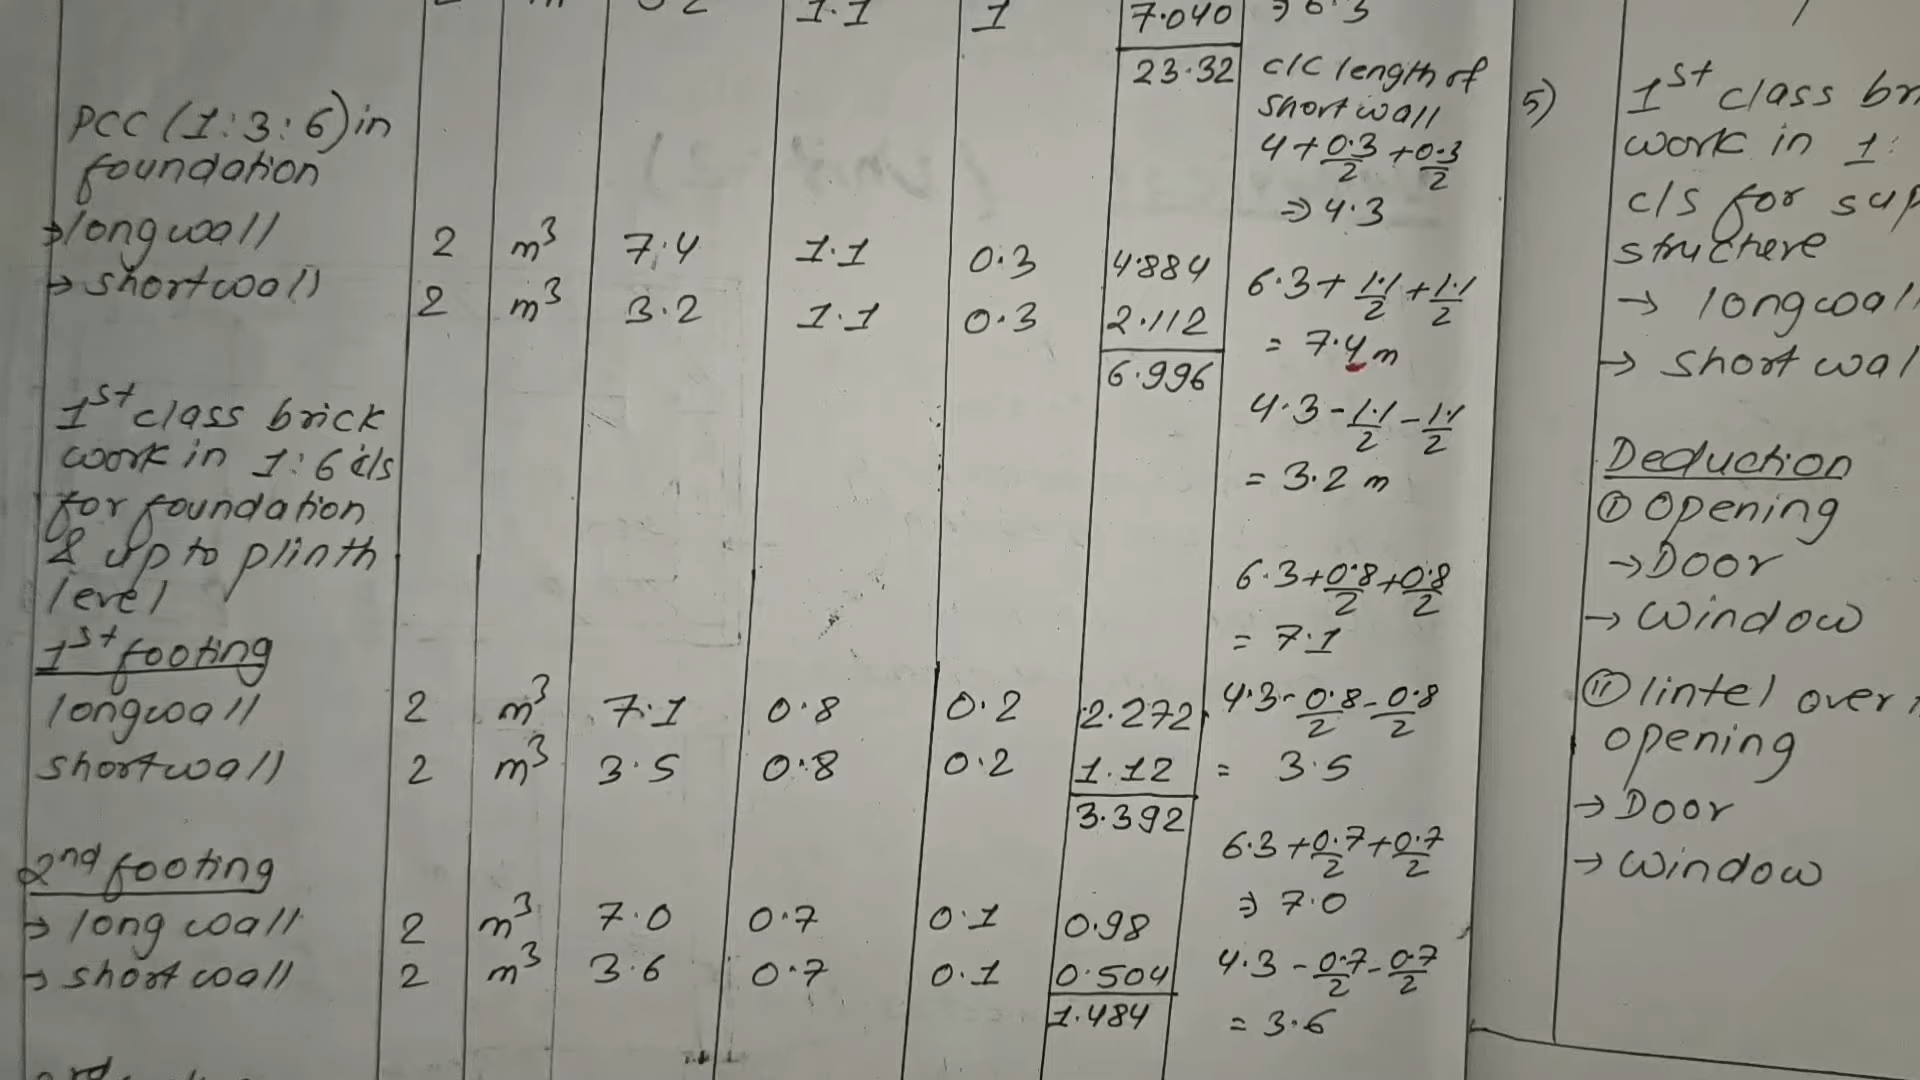 1.1 1 7.040
23.32 c/c length of
short wall
4 + 0.3/2 + 0.3/2
⇒ 4.3
PCC (1:3:6) in
foundation
→ long wall 2 m³ 7.4 1.1 0.3 4.884
→ short wall 2 m³ 3.2 1.1 0.3 2.112
6.996
6.3 + 1.1/2 + 1.1/2
= 7.4 m
4.3 - 1.1/2 - 1.1/2
= 3.2 m
1st class brick
work in 1:6 c/s
for foundation
& up to plinth
level
6.3 + 0.8/2 + 0.8/2
= 7.1
1st footing
long wall 2 m³ 7.1 0.8 0.2 2.272
short wall 2 m³ 3.5 0.8 0.2 1.12
3.392
4.3 - 0.8/2 - 0.8/2
= 3.5
2nd footing
→ long wall 2 m³ 7.0 0.7 0.1 0.98
→ short wall 2 m³ 3.6 0.7 0.1 0.504
1.484
6.3 + 0.7/2 + 0.7/2
⇒ 7.0
4.3 - 0.7/2 - 0.7/2
= 3.6
5) 1st class
work in 1:
c/s for
structure
→ long wall
→ short wal
Deduction
① Opening
→ Door
→ window
⑪ lintel over
opening
→ Door
→ window